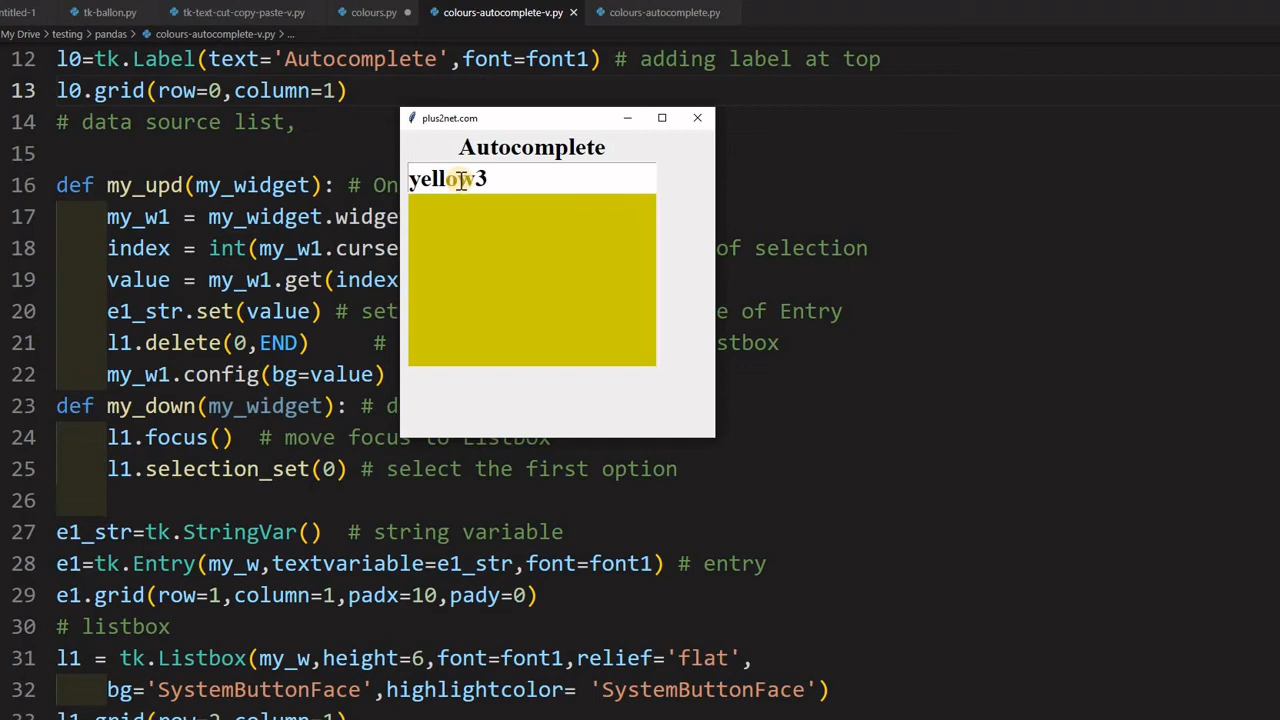 ntitled-1 tk-ballon.py tk-text-cut-copy-paste-v.py colours.py colours-autocomplete-v.py colours-autocomplete.py
My Drive > testing > pandas > colours-autocomplete-v.py > ...
12 l0=tk.Label(text='Autocomplete',font=font1) # adding label at top
13 l0.grid(row=0,column=1)
plus2net.com
14 # data source list,
Autocomplete
15
yellow3
16 def my_upd(my_widget): # On
17 my_w1 = my_widget.widge
18 index = int(my_w1.curse of selection
19 value = my_w1.get(index
20 e1_str.set(value) # set e of Entry
21 l1.delete(0,END) # stbox
22 my_w1.config(bg=value)
23 def my_down(my_widget): # d
24 l1.focus() # move focus to Listbox
25 l1.selection_set(0) # select the first option
26
27 e1_str=tk.StringVar() # string variable
28 e1=tk.Entry(my_w,textvariable=e1_str,font=font1) # entry
29 e1.grid(row=1,column=1,padx=10,pady=0)
30 # listbox
31 l1 = tk.Listbox(my_w,height=6,font=font1,relief='flat',
32 bg='SystemButtonFace',highlightcolor= 'SystemButtonFace')
33 l1.grid(row=2,column=1)